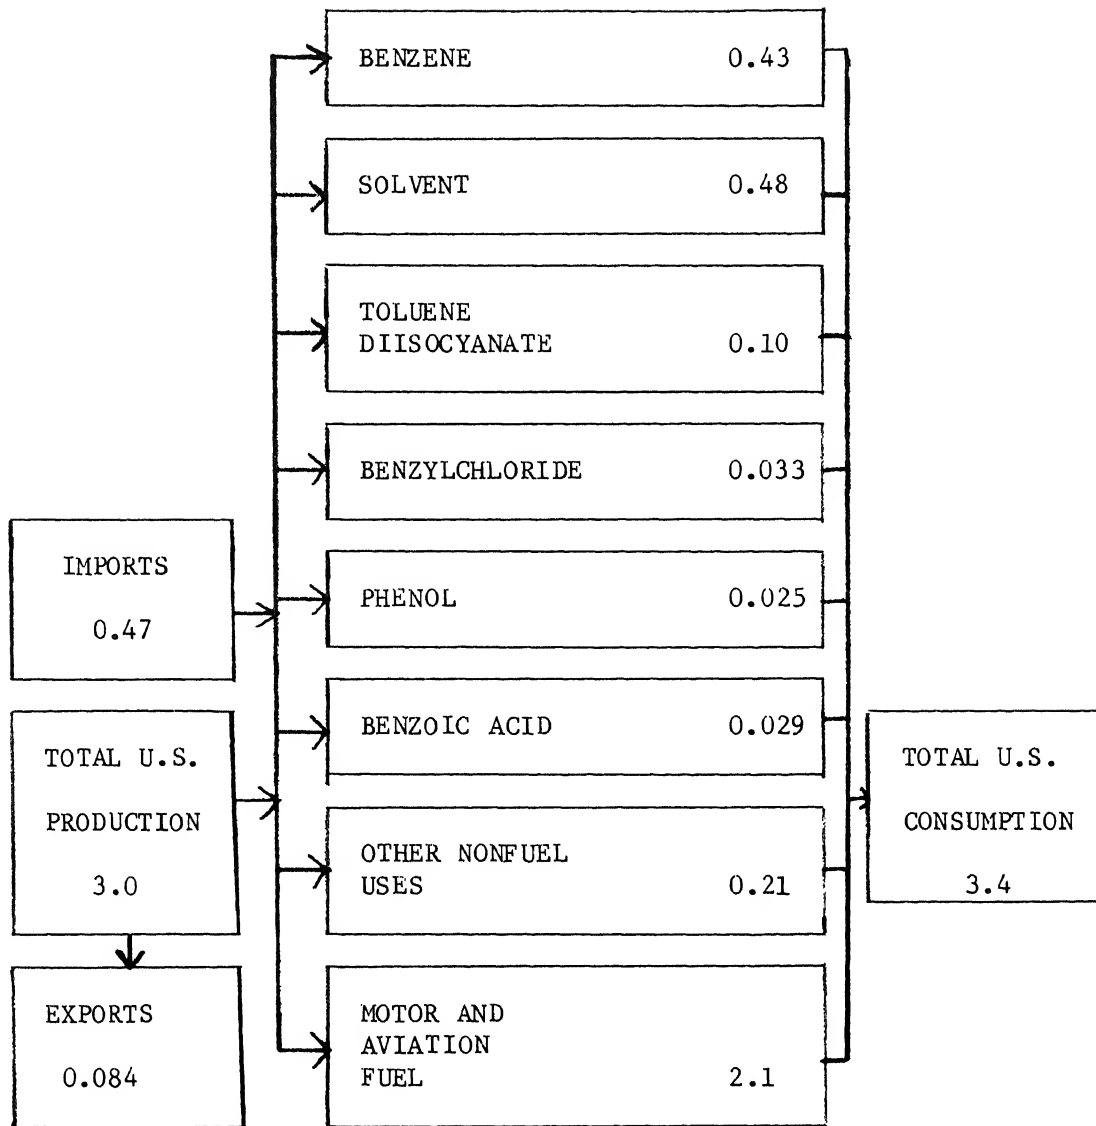 BENZENE 0.43
SOLVENT 0.48
TOLUENE
DIISOCYANATE 0.10
BENZYLCHLORIDE 0.033
IMPORTS
0.47
PHENOL 0.025
BENZOIC ACID 0.029
TOTAL U.S.
PRODUCTION
3.0
OTHER NONFUEL
USES 0.21
EXPORTS
0.084
MOTOR AND
AVIATION
FUEL 2.1
TOTAL U.S.
CONSUMPTION
3.4